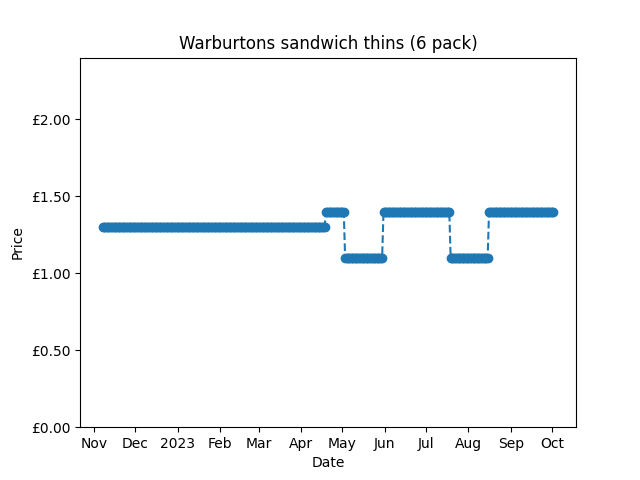 Warburtons sandwich thins (6 pack)
£2.00
£1.50
£1.00
£0.50
£0.00
Price
Nov Dec 2023 Feb Mar Apr May Jun Jul Aug Sep Oct
Date